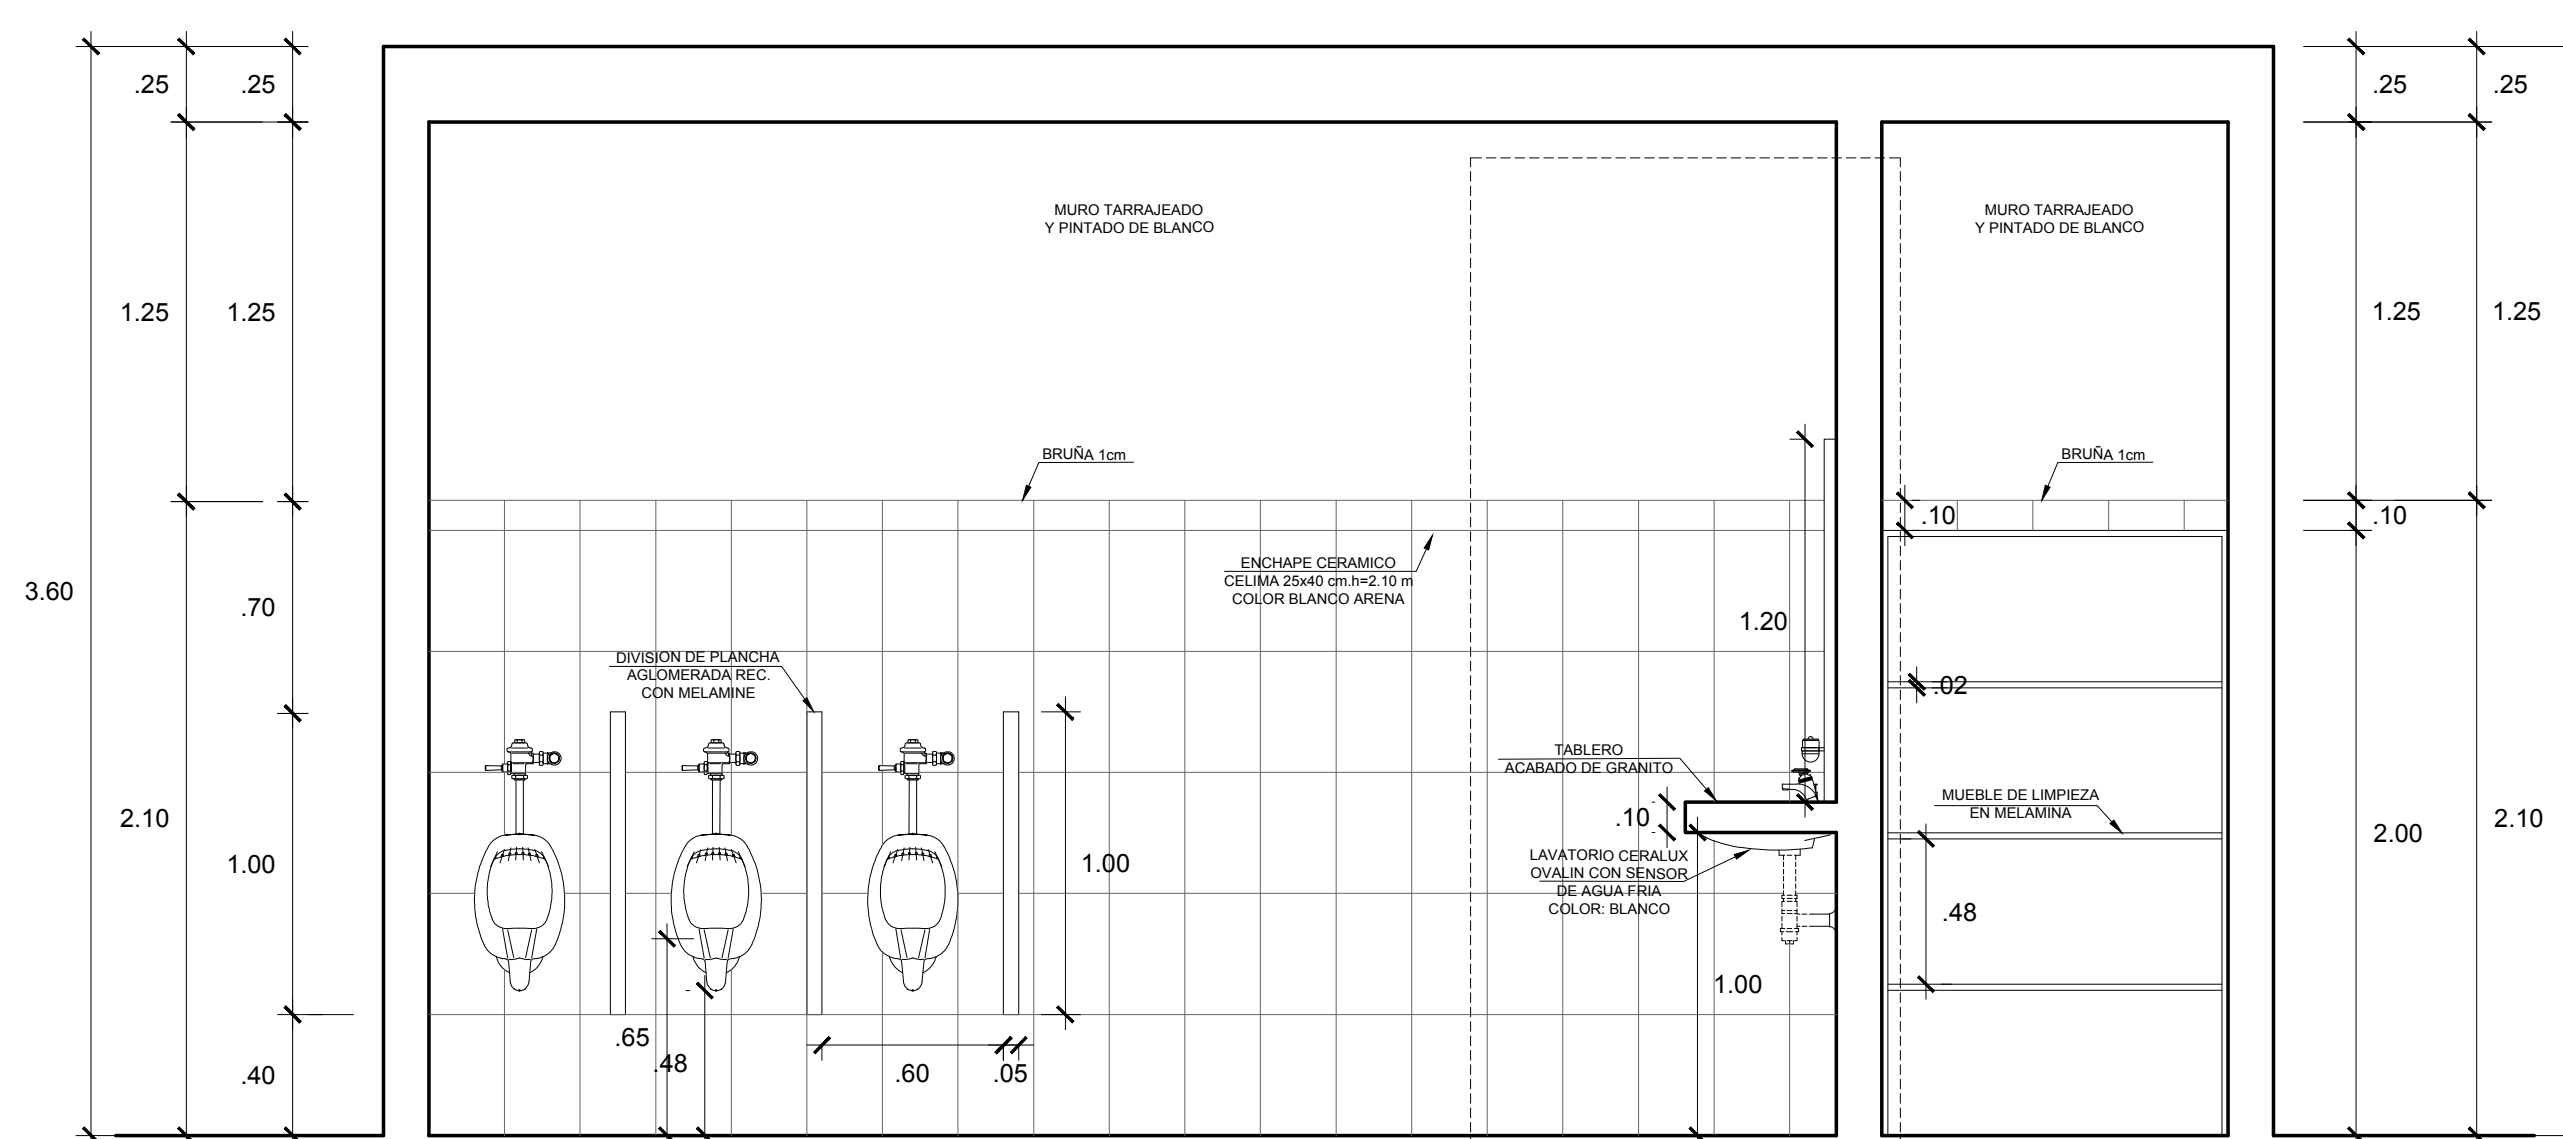 .25
.25
.25
.25
MURO TARRAJEADO
Y PINTADO DE BLANCO
MURO TARRAJEADO
Y PINTADO DE BLANCO
1.25
1.25
1.25
1.25
BRUÑA 1cm
BRUÑA 1cm
.10
.10
ENCHAPE CERAMICO
CELIMA 25x40 cm.h=2.10 m
COLOR BLANCO ARENA
3.60
.70
1.20
DIVISION DE PLANCHA
AGLOMERADA REC.
CON MELAMINE
.02
TABLERO
ACABADO DE GRANITO
MUEBLE DE LIMPIEZA
EN MELAMINA
2.10
.10
2.00
2.10
1.00
1.00
LAVATORIO CERALUX
OVALIN CON SENSOR
DE AGUA FRIA
COLOR: BLANCO
.48
1.00
.65
.48
.40
.60
.05